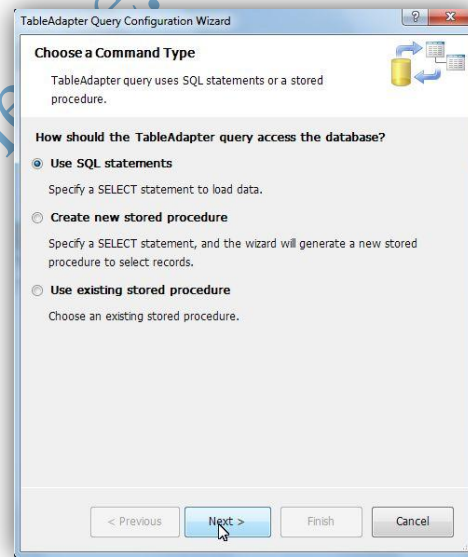 TableAdapter Query Configuration Wizard
Choose a Command Type
TableAdapter query uses SQL statements or a stored
procedure.
How should the TableAdapter query access the database?
Use SQL statements
Specify a SELECT statement to load data.
Create new stored procedure
Specify a SELECT statement, and the wizard will generate a new stored
procedure to select records.
Use existing stored procedure
Choose an existing stored procedure.
< Previous
Next >
Finish
Cancel